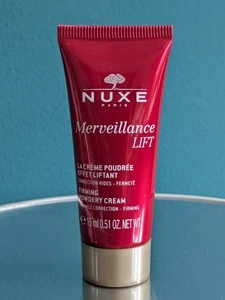 NUXE
PARIS
Merveillance
LIFT
LA CRÈME POUDRÉE
EFFET LIFTANT
CORRECTION RIDES - FERMETÉ
FIRMING
POWDERY CREAM
WRINKLE CORRECTION - FIRMING
e 15 ml 0.51 OZ. NET WT.